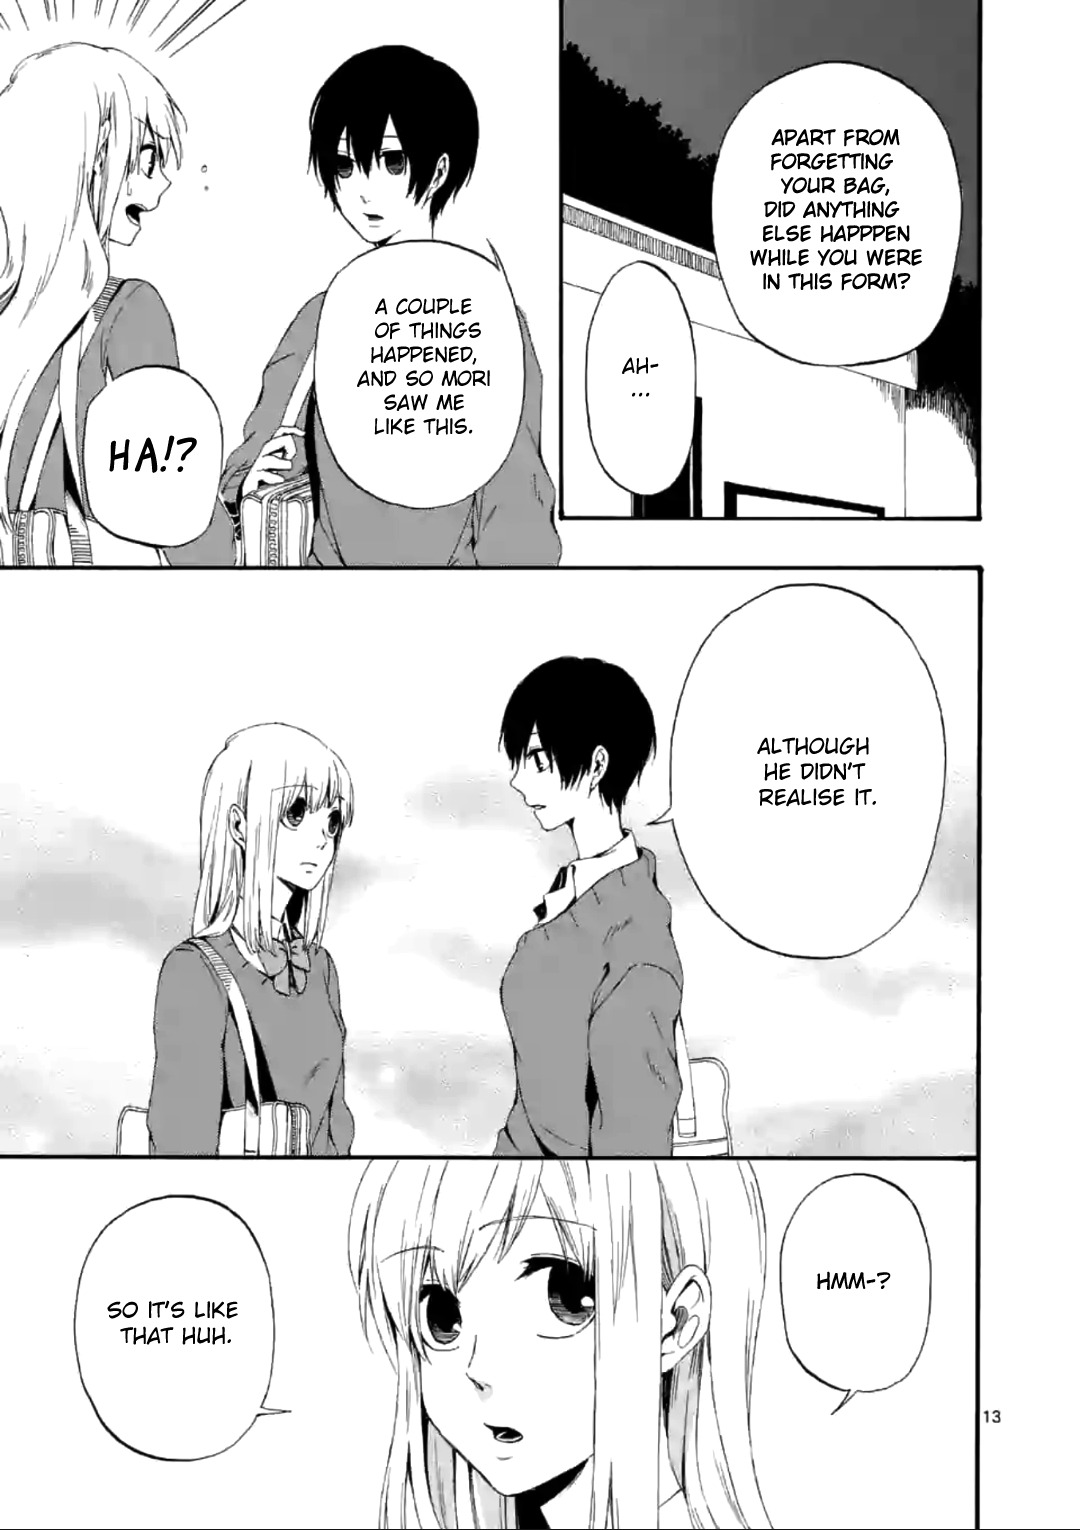 APART FROM
FORGETTING
YOUR BAG,
DID ANYTHING
ELSE HAPPPEN
WHILE YOU WERE
IN THIS FORM?
AH-
...
A COUPLE
OF THINGS
HAPPENED,
AND SO MORI
SAW ME
LIKE THIS.
HA!?
ALTHOUGH
HE DIDN'T
REALISE IT.
HMM-?
SO IT'S LIKE
THAT HUH.
13